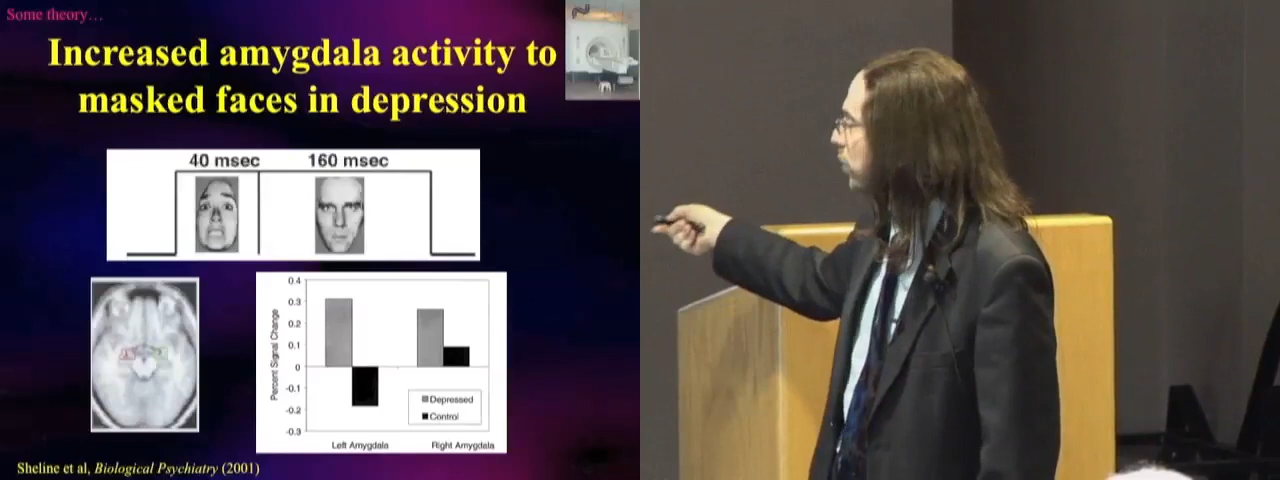 Some theory…
Increased amygdala activity to
masked faces in depression
40 msec 160 msec
0.4
0.3
0.2
0.1
0
-0.1
-0.2
-0.3
Percent Signal Change
Depressed
Control
Left Amygdala Right Amygdala
Sheline et al, Biological Psychiatry (2001)